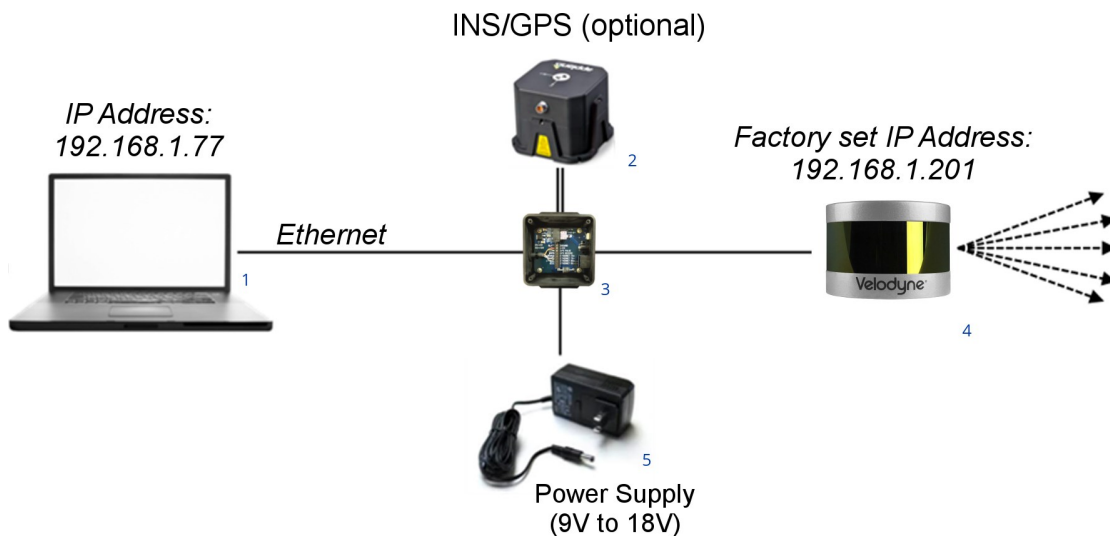 INS/GPS (optional)
2
IP Address:
192.168.1.77
Factory set IP Address:
192.168.1.201
Ethernet
1
3
Velodyne
4
5
Power Supply
(9V to 18V)